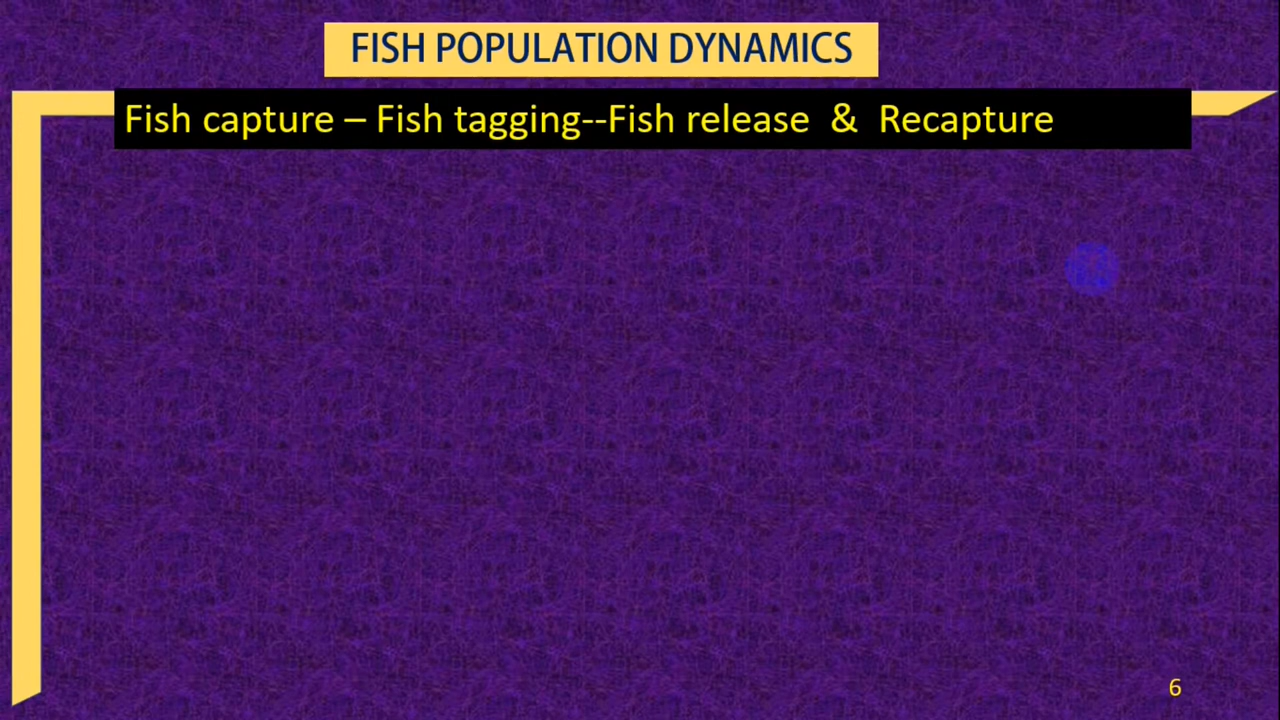 FISH POPULATION DYNAMICS
Fish capture – Fish tagging--Fish release & Recapture
6